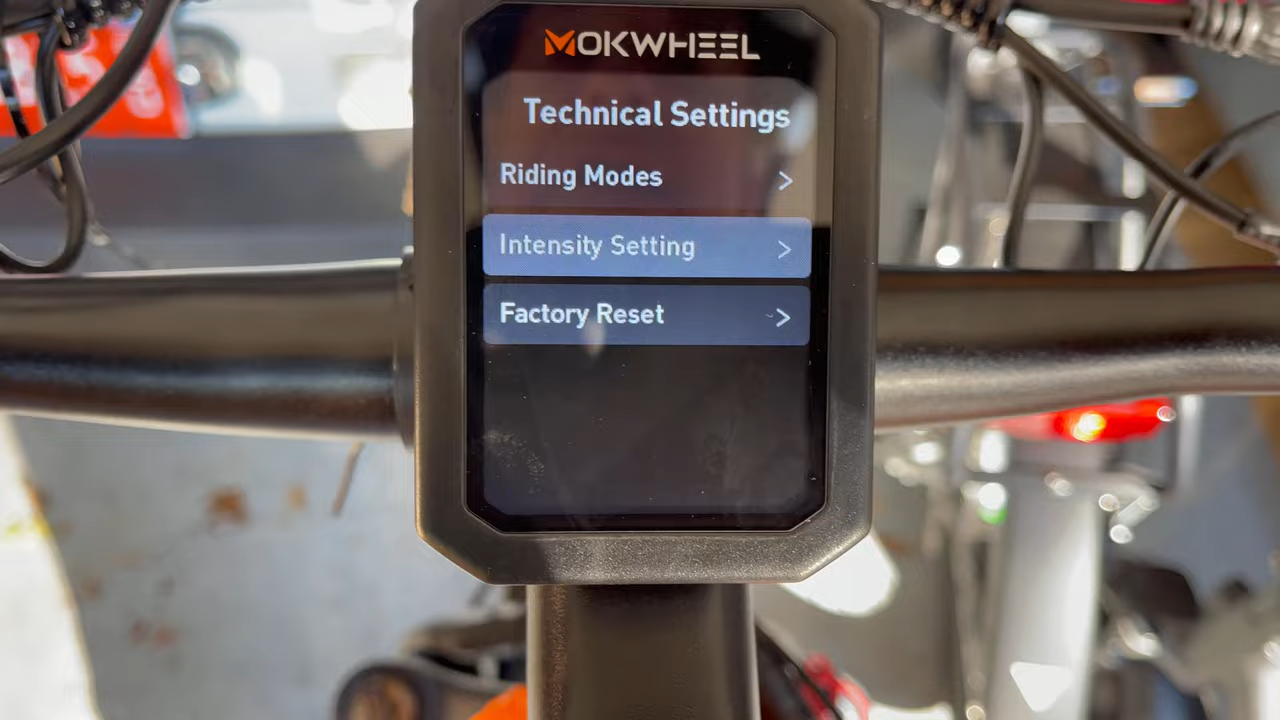 MOKWHEEL
Technical Settings
Riding Modes >
Intensity Setting >
Factory Reset >